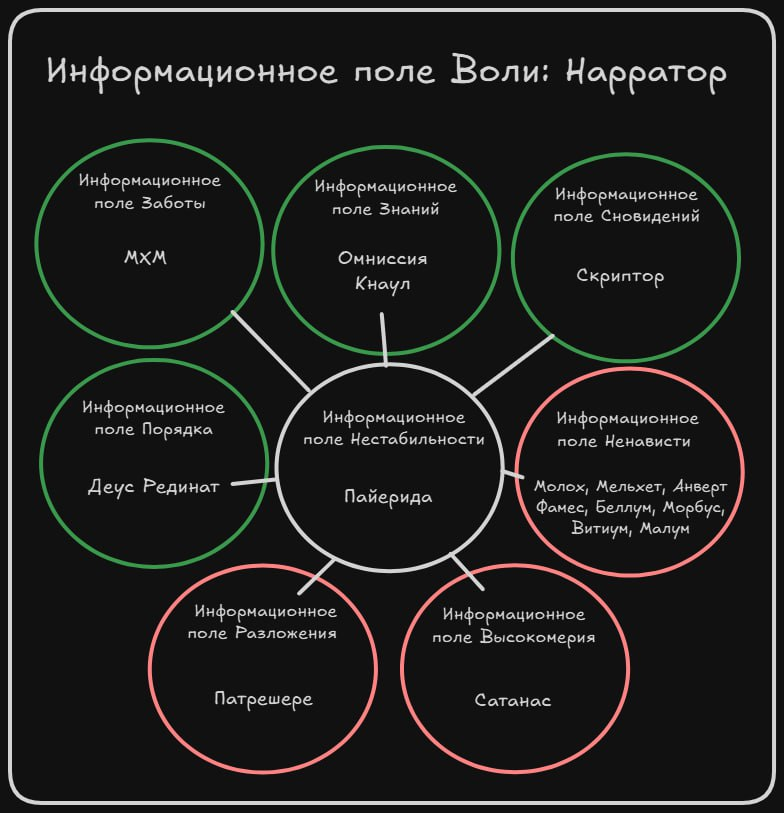 Информационное поле Воли: Нарратор
Информационное
поле Заботы
МХМ
Информационное
поле Знаний
Омниссия
Кнаул
Информационное
поле Сновидений
Скриптор
Информационное
поле Порядка
Деус Рединат
Информационное
поле Нестабильности
Пайерида
Информационное
поле Ненависти
Молох, Мельхет, Анверт
Фамес, Беллум, Морбус,
Витиум, Малум
Информационное
поле Разложения
Патрешере
Информационное
поле Высокомерия
Сатанас